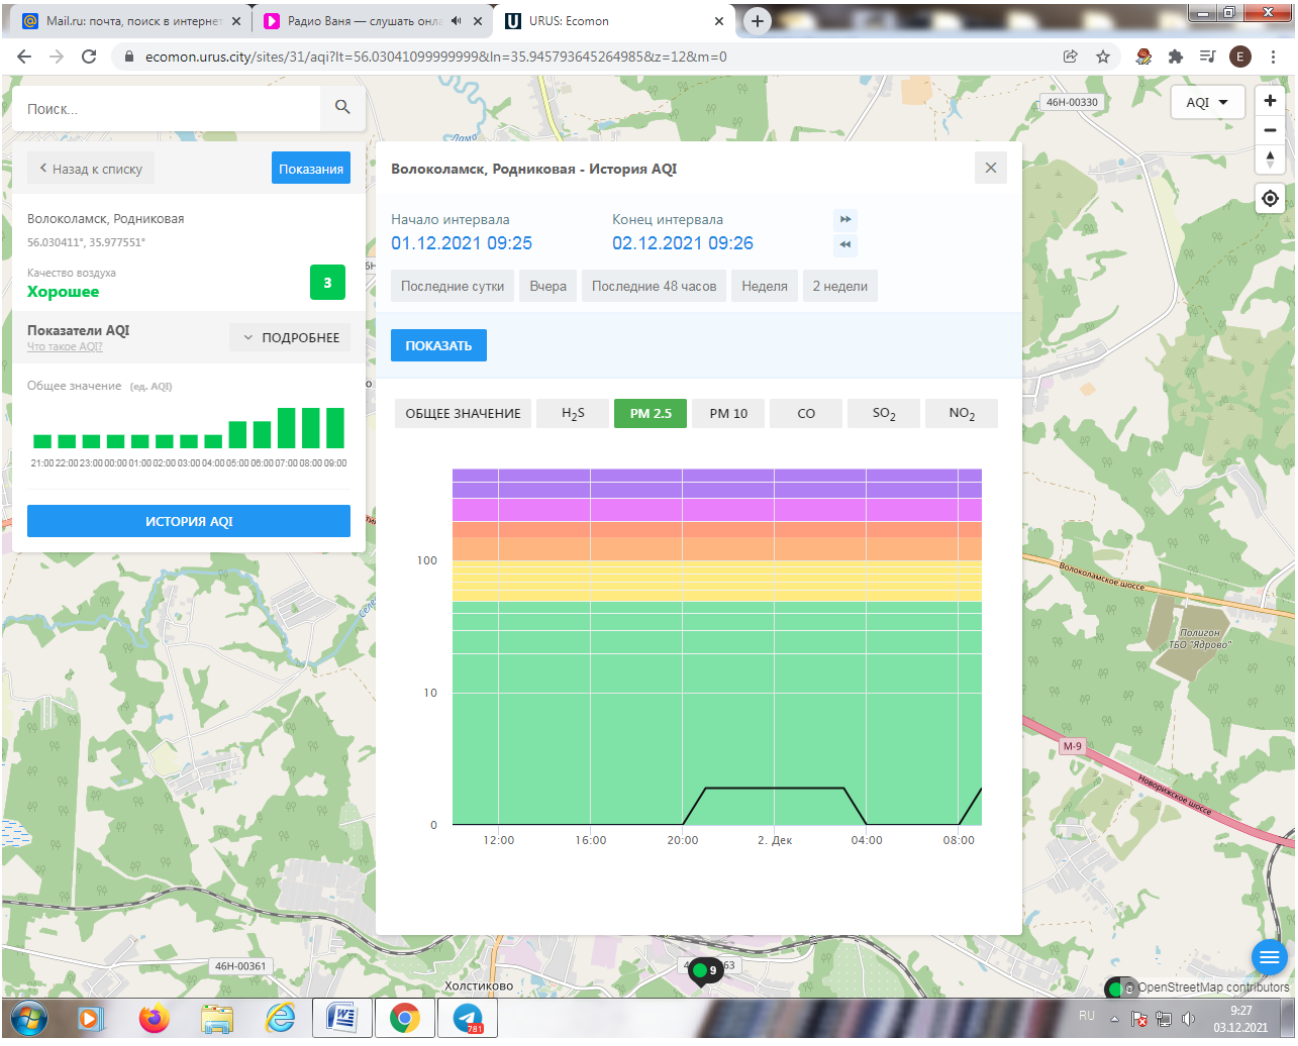 Mail.ru: почта, поиск в интернет
Радио Ваня — слушать онла
URUS: Ecomon
ecomon.urus.city/sites/31/aqi?lt=56.03041099999999&ln=35.945793645264985&z=12&m=0
E
Поиск...
46Н-00330
AQI
Назад к списку
Показания
Волоколамск, Родниковая
56.030411°, 35.977551°
Качество воздуха
Хорошее
3
Показатели AQI
Что такое AQI?
ПОДРОБНЕЕ
Общее значение (ед. AQI)
21:00 22:00 23:00 00:00 01:00 02:00 03:00 04:00 05:00 06:00 07:00 08:00 09:00
ИСТОРИЯ AQI
Волоколамск, Родниковая - История AQI
Начало интервала
Конец интервала
01.12.2021 09:25
02.12.2021 09:26
Последние сутки
Вчера
Последние 48 часов
Неделя
2 недели
ПОКАЗАТЬ
ОБЩЕЕ ЗНАЧЕНИЕ
H2S
PM 2.5
PM 10
CO
SO2
NO2
100
10
0
12:00
16:00
20:00
2. Дек
04:00
08:00
Волоколамское шоссе
Полигон
ТБО "Ядрово"
М-9
Новорижское шоссе
46Н-00361
Холстиково
9
63
OpenStreetMap contributors
781
RU
9:27
03.12.2021